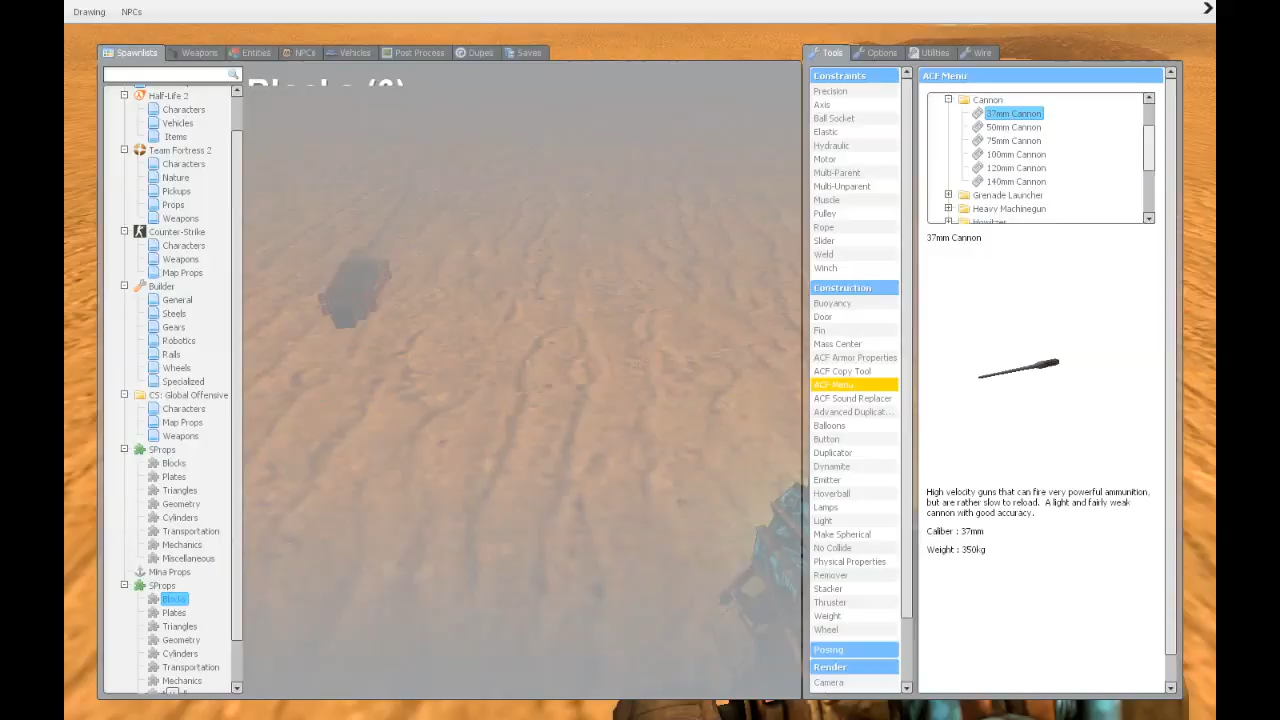 Drawing NPCs
Spawnlists Weapons Entities NPCs Vehicles Post Process Dupes Saves
Half-Life 2
Characters
Vehicles
Items
Team Fortress 2
Characters
Nature
Pickups
Props
Weapons
Counter-Strike
Characters
Weapons
Map Props
Builder
General
Steels
Gears
Robotics
Rails
Wheels
Specialized
CS: Global Offensive
Characters
Map Props
Weapons
SProps
Blocks
Plates
Triangles
Geometry
Cylinders
Transportation
Mechanics
Miscellaneous
Mina Props
SProps
Blocks
Plates
Triangles
Geometry
Cylinders
Transportation
Mechanics
Tools Options Utilities Wire
Constraints
Precision
Axis
Ball Socket
Elastic
Hydraulic
Motor
Multi-Parent
Multi-Unparent
Muscle
Pulley
Rope
Slider
Weld
Winch
Construction
Buoyancy
Door
Fin
Mass Center
ACF Armor Properties
ACF Copy Tool
ACF Menu
ACF Sound Replacer
Advanced Duplicat...
Balloons
Button
Duplicator
Dynamite
Emitter
Hoverball
Lamps
Light
Make Spherical
No Collide
Physical Properties
Remover
Stacker
Thruster
Weight
Wheel
Posing
Render
Camera
ACF Menu
Cannon
37mm Cannon
50mm Cannon
75mm Cannon
100mm Cannon
120mm Cannon
140mm Cannon
Grenade Launcher
Heavy Machinegun
Howitzer
37mm Cannon
High velocity guns that can fire very powerful ammunition,
but are rather slow to reload. A light and fairly weak
cannon with good accuracy.
Caliber : 37mm
Weight : 350kg